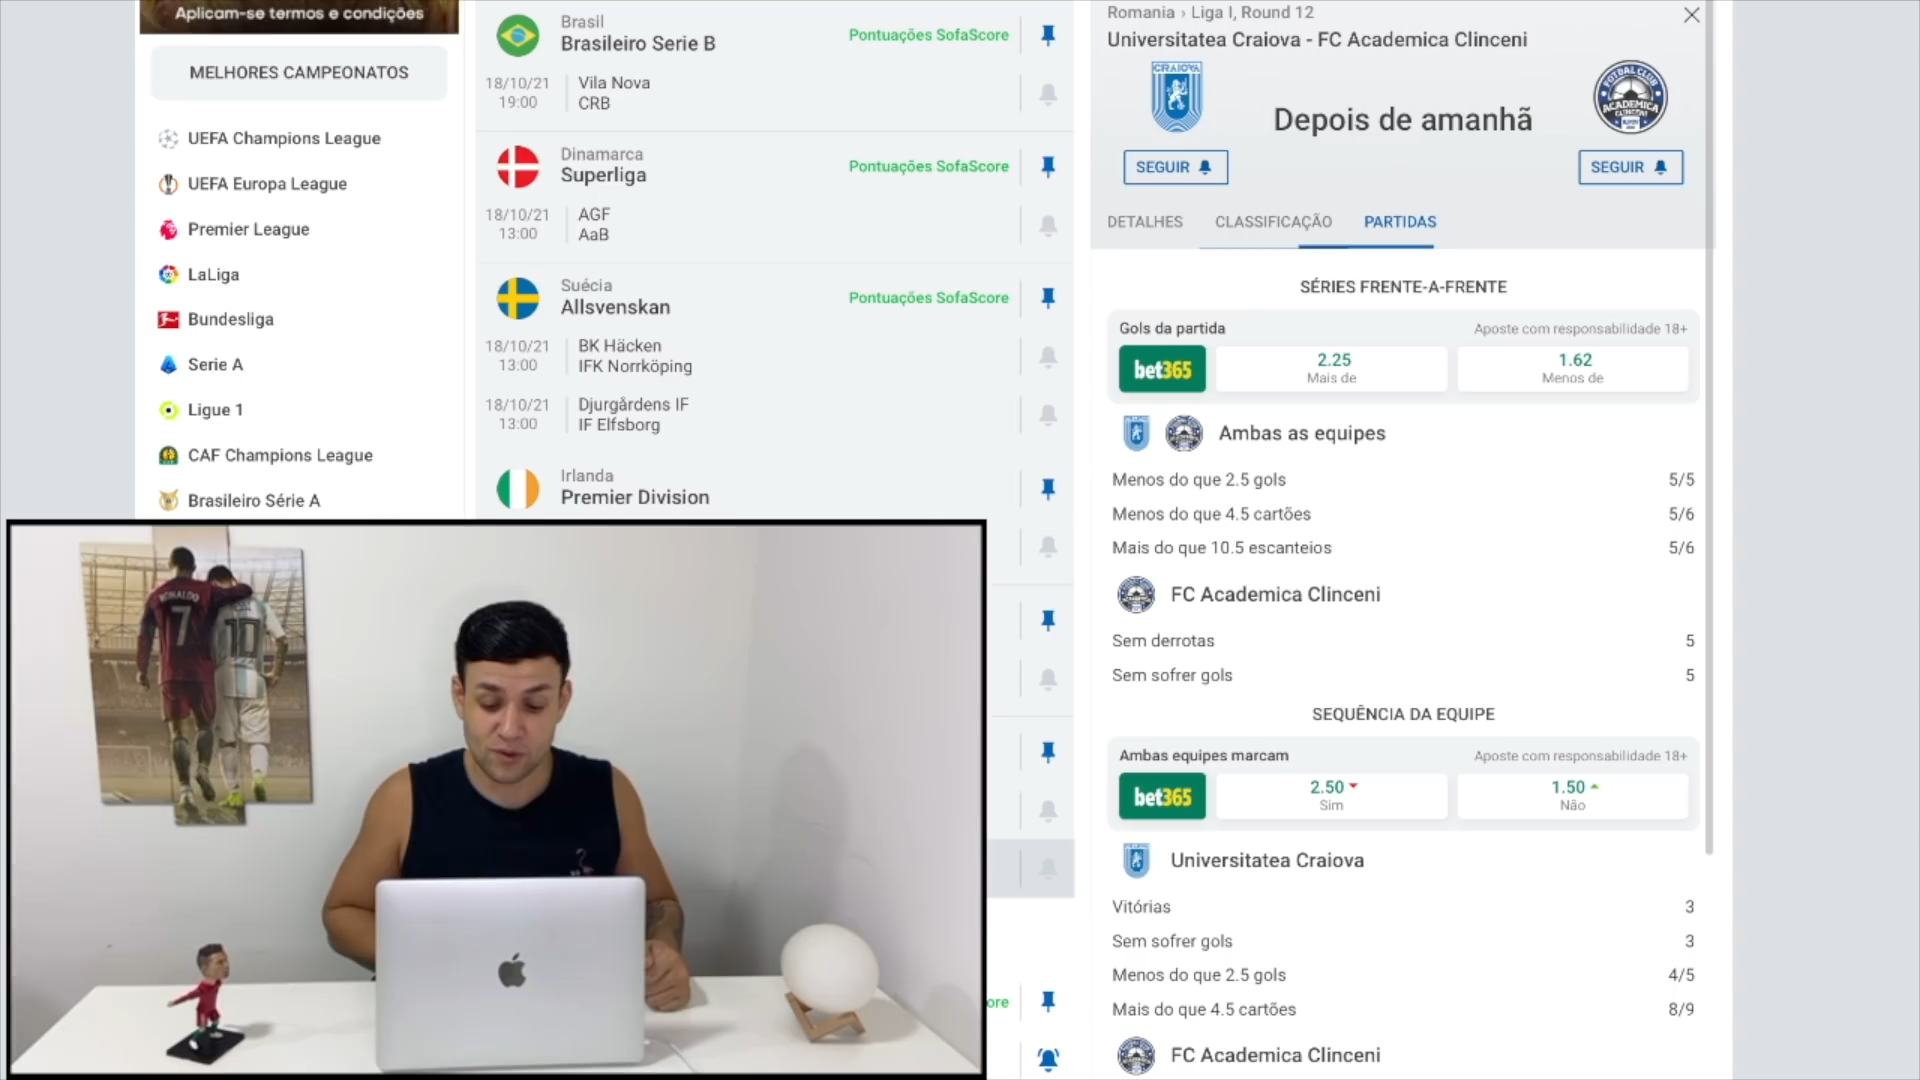 Aplicam-se termos e condições
MELHORES CAMPEONATOS
UEFA Champions League
UEFA Europa League
Premier League
LaLiga
Bundesliga
Serie A
Ligue 1
CAF Champions League
Brasileiro Série A
Brasil
Brasileiro Serie B
Pontuações SofaScore
18/10/21
19:00
Vila Nova
CRB
Dinamarca
Superliga
Pontuações SofaScore
18/10/21
13:00
AGF
AaB
Suécia
Allsvenskan
Pontuações SofaScore
18/10/21
13:00
BK Häcken
IFK Norrköping
18/10/21
13:00
Djurgårdens IF
IF Elfsborg
Irlanda
Premier Division
ore
Romania › Liga I, Round 12
Universitatea Craiova - FC Academica Clinceni
CRAIOVA
Depois de amanhã
FOTBAL CLUB
ACADEMICA
CLINCENI
SEGUIR
SEGUIR
DETALHES CLASSIFICAÇÃO PARTIDAS
SÉRIES FRENTE-A-FRENTE
Gols da partida Aposte com responsabilidade 18+
bet365
2.25
Mais de
1.62
Menos de
Ambas as equipes
Menos do que 2.5 gols 5/5
Menos do que 4.5 cartões 5/6
Mais do que 10.5 escanteios 5/6
FC Academica Clinceni
Sem derrotas 5
Sem sofrer gols 5
SEQUÊNCIA DA EQUIPE
Ambas equipes marcam Aposte com responsabilidade 18+
bet365
2.50
Sim
1.50
Não
Universitatea Craiova
Vitórias 3
Sem sofrer gols 3
Menos do que 2.5 gols 4/5
Mais do que 4.5 cartões 8/9
FC Academica Clinceni
RONALDO
7
10